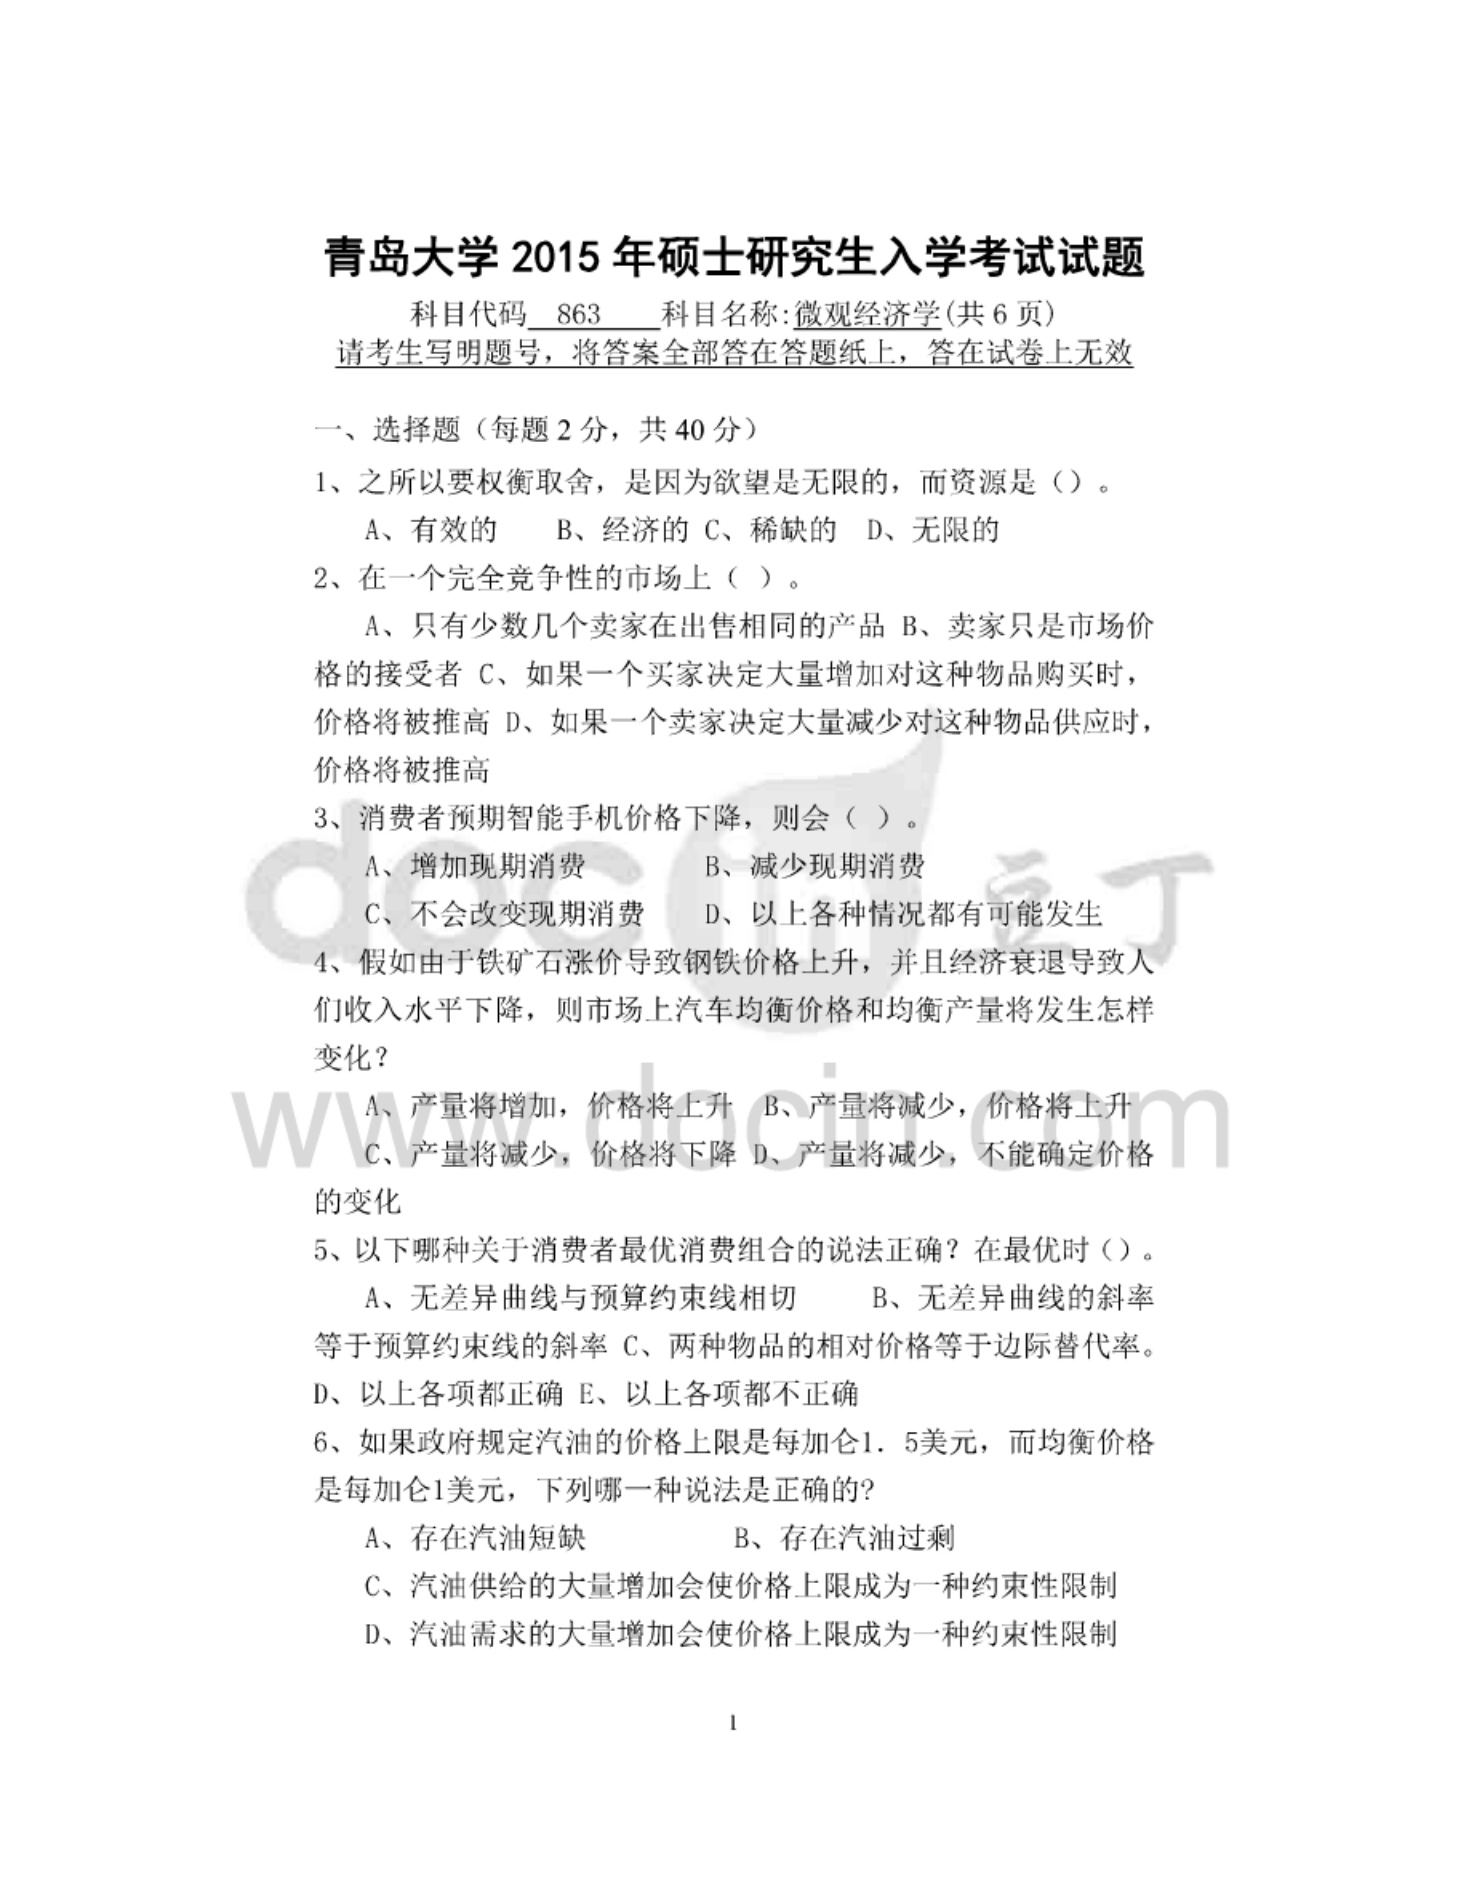 青岛大学 2015 年硕士研究生入学考试试题
科目代码 863 科目名称:微观经济学(共 6 页)
请考生写明题号，将答案全部答在答题纸上，答在试卷上无效
一、选择题（每题 2 分，共 40 分）
1、之所以要权衡取舍，是因为欲望是无限的，而资源是（）。
A、有效的 B、经济的 C、稀缺的 D、无限的
2、在一个完全竞争性的市场上（ ）。
A、只有少数几个卖家在出售相同的产品 B、卖家只是市场价
格的接受者 C、如果一个买家决定大量增加对这种物品购买时，
价格将被推高 D、如果一个卖家决定大量减少对这种物品供应时，
价格将被推高
3、消费者预期智能手机价格下降，则会（ ）。
A、增加现期消费 B、减少现期消费
C、不会改变现期消费 D、以上各种情况都有可能发生
4、假如由于铁矿石涨价导致钢铁价格上升，并且经济衰退导致人
们收入水平下降，则市场上汽车均衡价格和均衡产量将发生怎样
变化？
A、产量将增加，价格将上升 B、产量将减少，价格将上升
C、产量将减少，价格将下降 D、产量将减少，不能确定价格
的变化
5、以下哪种关于消费者最优消费组合的说法正确？在最优时（）。
A、无差异曲线与预算约束线相切 B、无差异曲线的斜率
等于预算约束线的斜率 C、两种物品的相对价格等于边际替代率。
D、以上各项都正确 E、以上各项都不正确
6、如果政府规定汽油的价格上限是每加仑1．5美元，而均衡价格
是每加仑1美元，下列哪一种说法是正确的?
A、存在汽油短缺 B、存在汽油过剩
C、汽油供给的大量增加会使价格上限成为一种约束性限制
D、汽油需求的大量增加会使价格上限成为一种约束性限制
1
docin 豆丁
www.docin.com